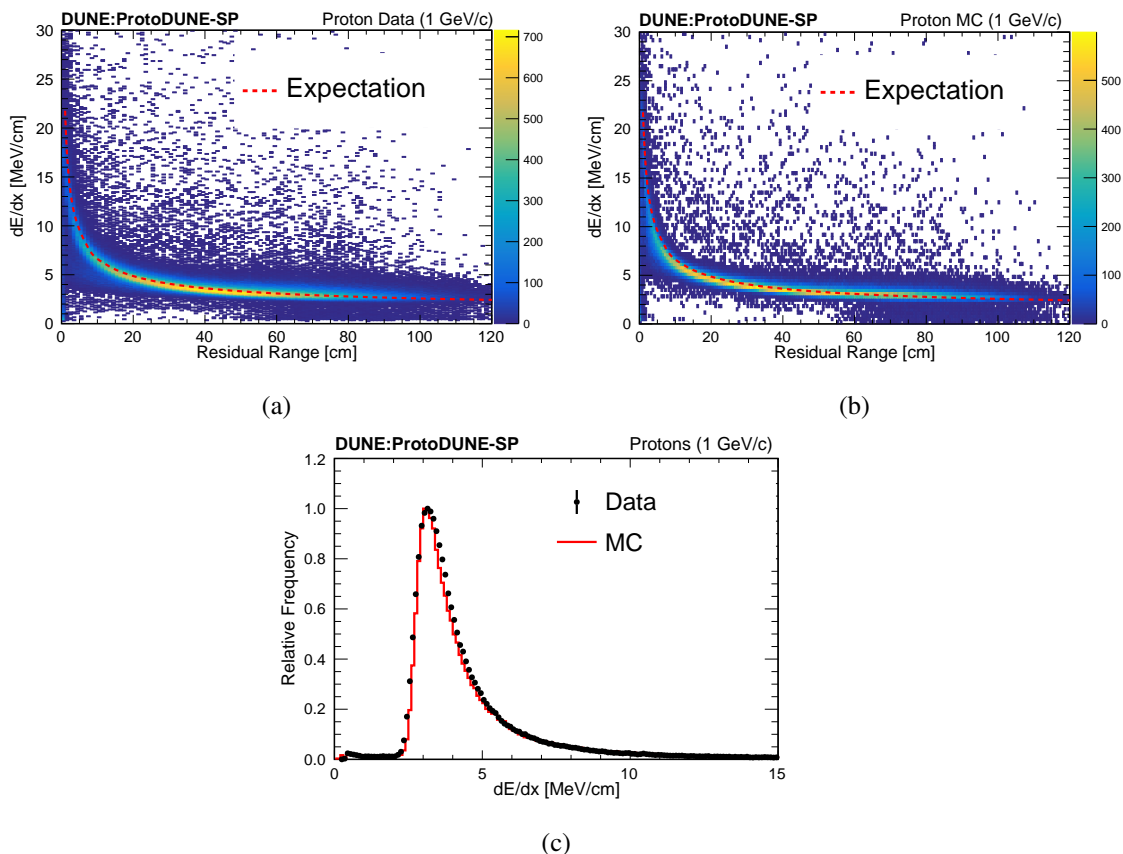 DUNE:ProtoDUNE-SP Proton Data (1 GeV/c)
30
25
20
15
10
5
0
dE/dx [MeV/cm]
Expectation
0 20 40 60 80 100 120
Residual Range [cm]
700
600
500
400
300
200
100
0
(a)
DUNE:ProtoDUNE-SP Proton MC (1 GeV/c)
30
25
20
15
10
5
0
dE/dx [MeV/cm]
Expectation
0 20 40 60 80 100 120
Residual Range [cm]
500
400
300
200
100
0
(b)
DUNE:ProtoDUNE-SP Protons (1 GeV/c)
1.2
1.0
0.8
0.6
0.4
0.2
0.0
Relative Frequency
Data
MC
0 5 10 15
dE/dx [MeV/cm]
(c)